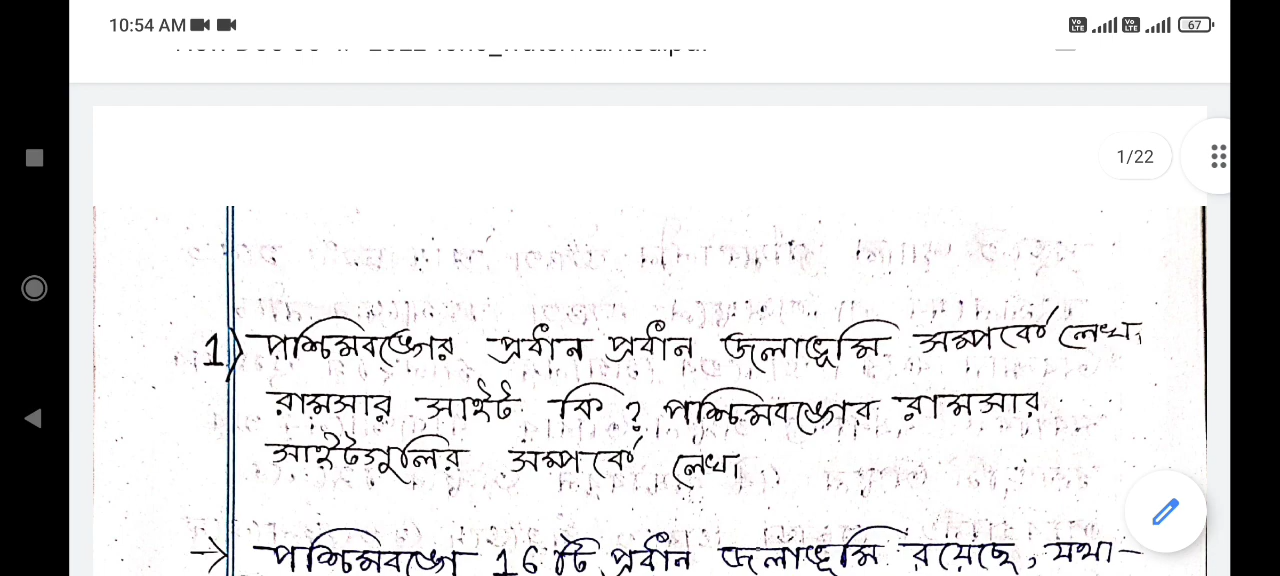 10:54 AM
67
1/22
1) পশ্চিমবঙ্গের প্রধান প্রধান জলাভূমি সম্পর্কে লেখ।
রামসার সাইট কি? পশ্চিমবঙ্গের রামসার
সাইটগুলির সম্পর্কে লেখ।
→ পশ্চিমবঙ্গে 16 টি প্রধান জলাভূমি রয়েছে, যথা—